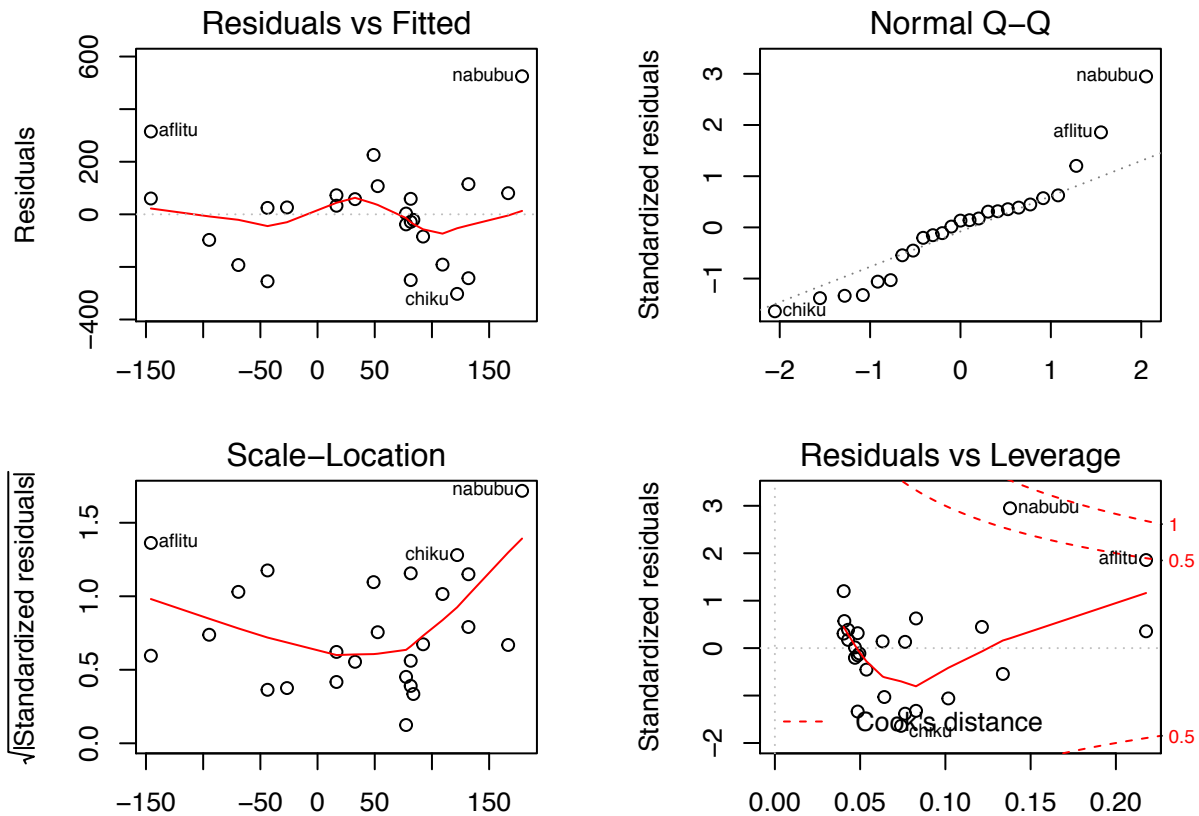 Residuals vs Fitted
Residuals
600
200
0
−400
nabubu
aflitu
chiku
−150
−50
0
50
150
Normal Q−Q
Standardized residuals
3
2
1
0
−1
nabubu
aflitu
chiku
−2
−1
0
1
2
Scale−Location
√|Standardized residuals|
1.5
1.0
0.5
0.0
nabubu
aflitu
chiku
−150
−50
0
50
150
Residuals vs Leverage
Standardized residuals
3
2
1
0
−2
nabubu
aflitu
1
0.5
0.5
Cook's distance
chiku
0.00
0.05
0.10
0.15
0.20